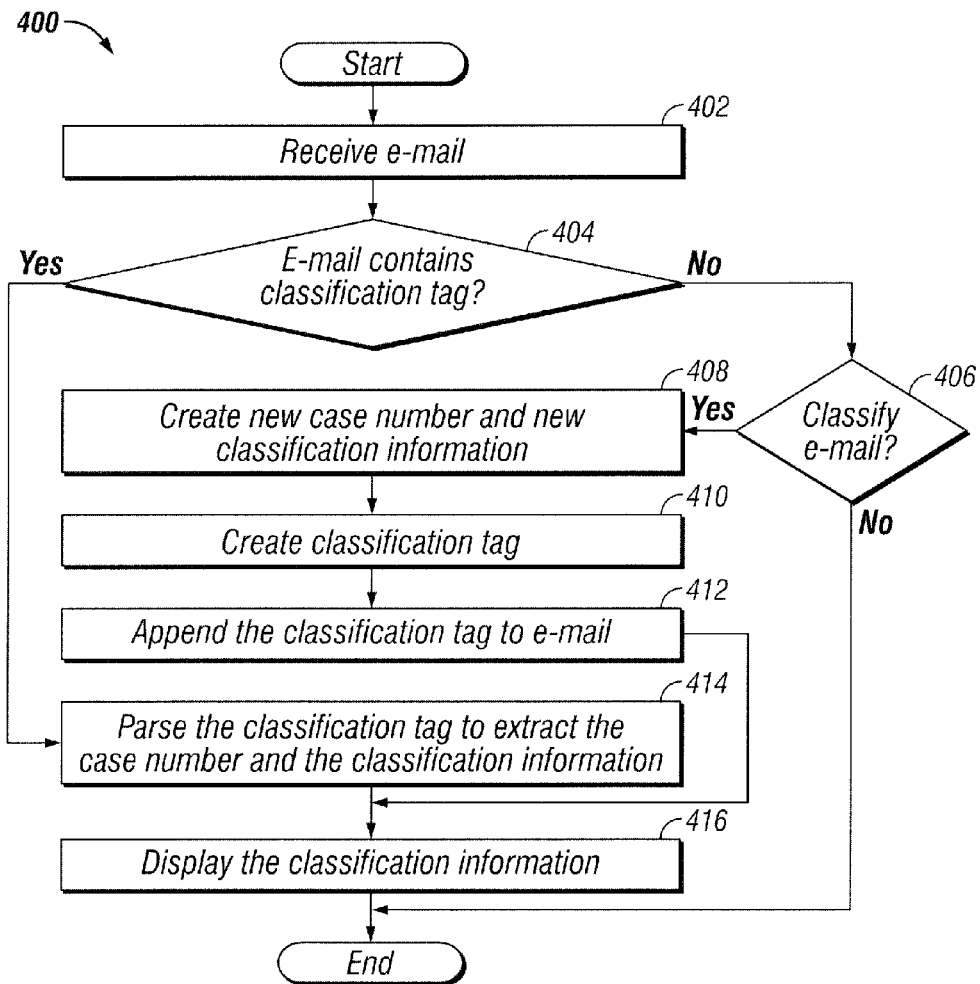 400
Start
402
Receive e-mail
404
E-mail contains
classification tag?
Yes
No
406
Classify
e-mail?
Yes
No
408
Create new case number and new
classification information
410
Create classification tag
412
Append the classification tag to e-mail
414
Parse the classification tag to extract the
case number and the classification information
416
Display the classification information
End